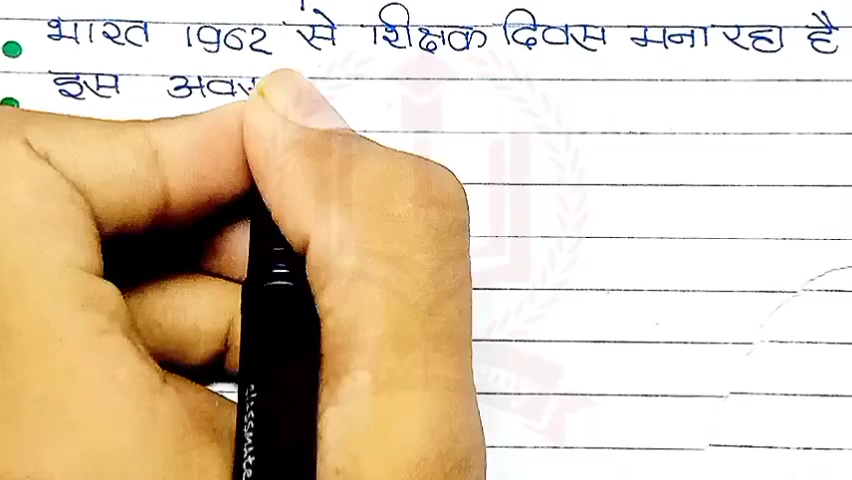 भारत 1962 से शिक्षक दिवस मना रहा है
इस